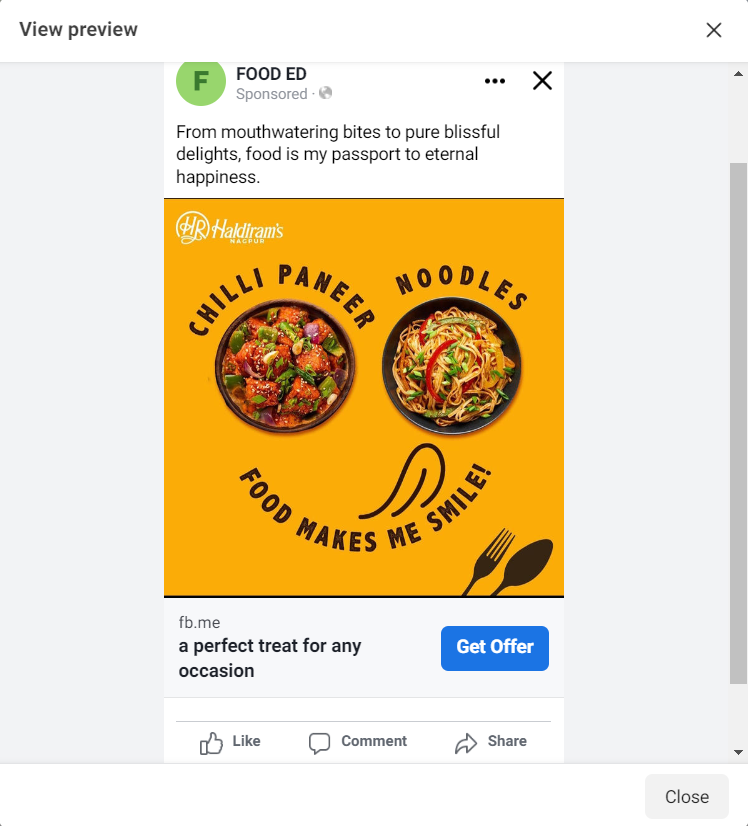 View preview
F
FOOD ED
Sponsored ·
From mouthwatering bites to pure blissful
delights, food is my passport to eternal
happiness.
HR Haldiram's
NAGPUR
CHILLI PANEER
NOODLES
FOOD MAKES ME SMILE!
fb.me
a perfect treat for any
occasion
Get Offer
Like
Comment
Share
Close